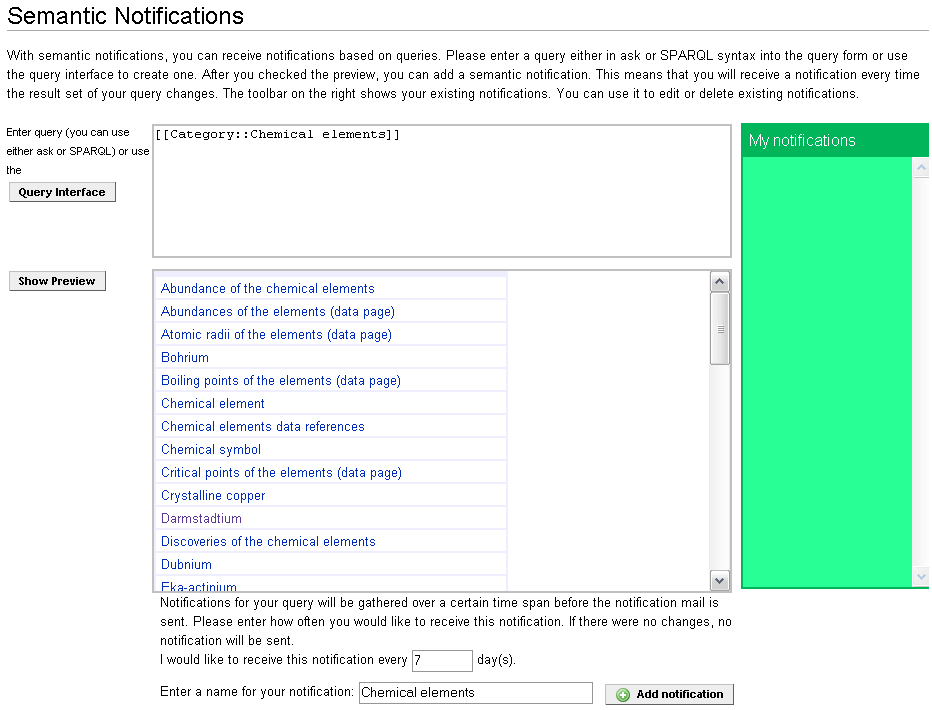 Semantic Notifications
With semantic notifications, you can receive notifications based on queries. Please enter a query either in ask or SPARQL syntax into the query form or use
the query interface to create one. After you checked the preview, you can add a semantic notification. This means that you will receive a notification every time
the result set of your query changes. The toolbar on the right shows your existing notifications. You can use it to edit or delete existing notifications.
Enter query (you can use
either ask or SPARQL) or use
the
Query Interface
[[Category::Chemical elements]]
My notifications
Show Preview
Abundance of the chemical elements
Abundances of the elements (data page)
Atomic radii of the elements (data page)
Bohrium
Boiling points of the elements (data page)
Chemical element
Chemical elements data references
Chemical symbol
Critical points of the elements (data page)
Crystalline copper
Darmstadtium
Discoveries of the chemical elements
Dubnium
Eka-actinium
Notifications for your query will be gathered over a certain time span before the notification mail is
sent. Please enter how often you would like to receive this notification. If there were no changes, no
notification will be sent.
I would like to receive this notification every 7 day(s).
Enter a name for your notification: Chemical elements Add notification